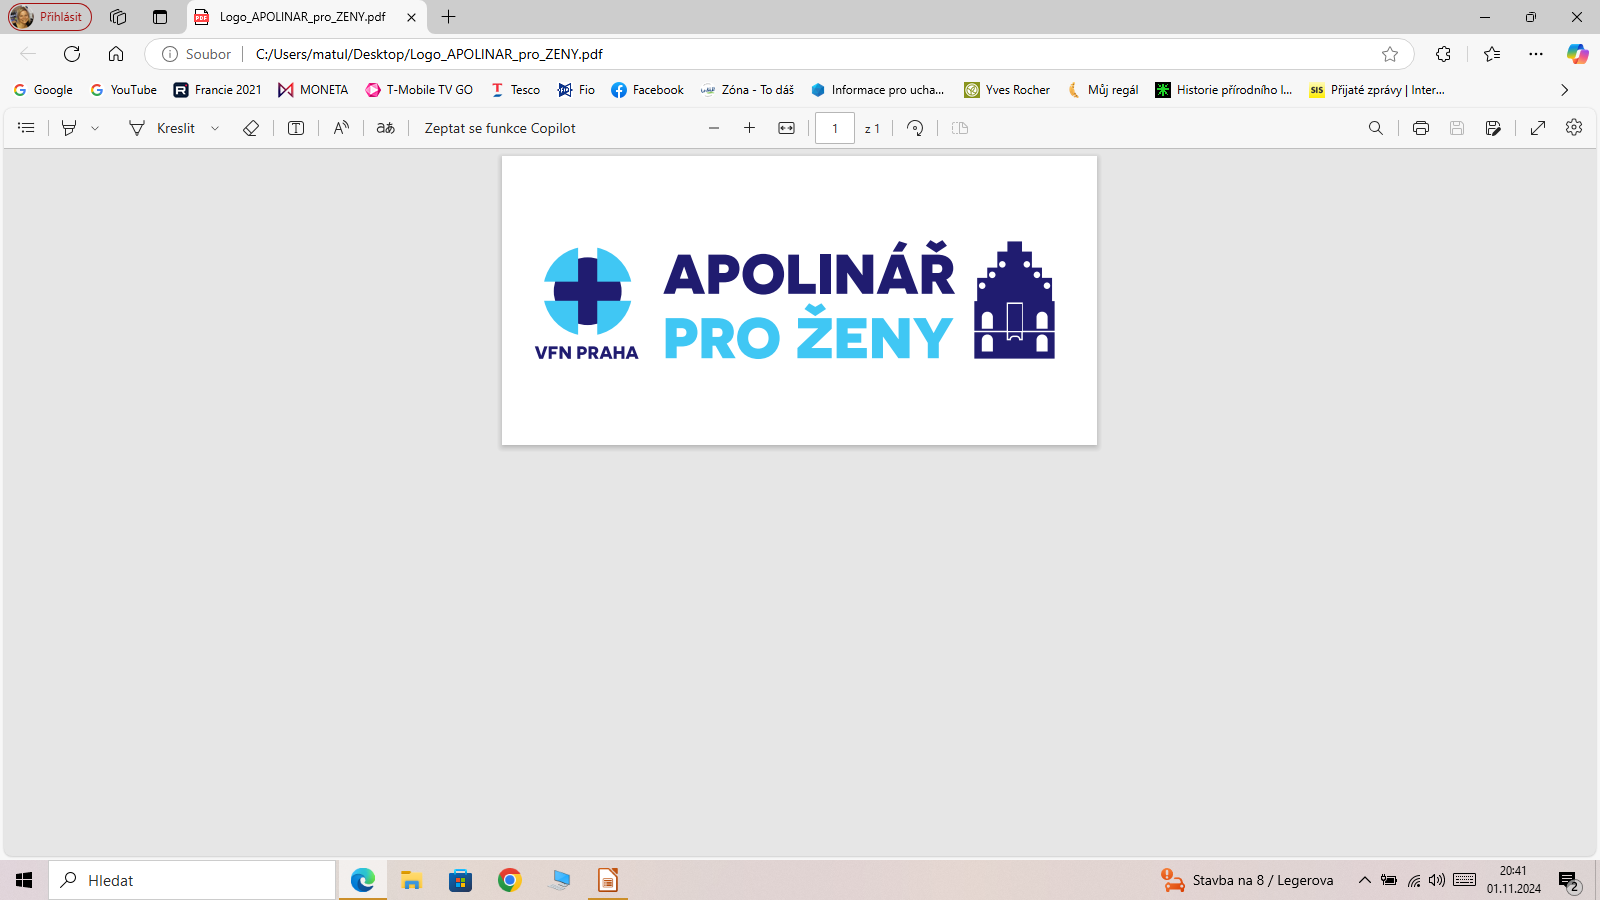 Přihlásit
Logo_APOLINAR_pro_ZENY.pdf
Soubor
C:/Users/matul/Desktop/Logo_APOLINAR_pro_ZENY.pdf
Google
YouTube
Francie 2021
MONETA
T-Mobile TV GO
Tesco
Fio
Facebook
Zóna - To dáš
Informace pro ucha...
Yves Rocher
Můj regál
Historie přírodního l...
SIS
Přijaté zprávy | Inter...
Kreslit
Zeptat se funkce Copilot
1
z 1
APOLINÁŘ
PRO ŽENY
VFN PRAHA
Hledat
Stavba na 8 / Legerova
20:41
01.11.2024
2